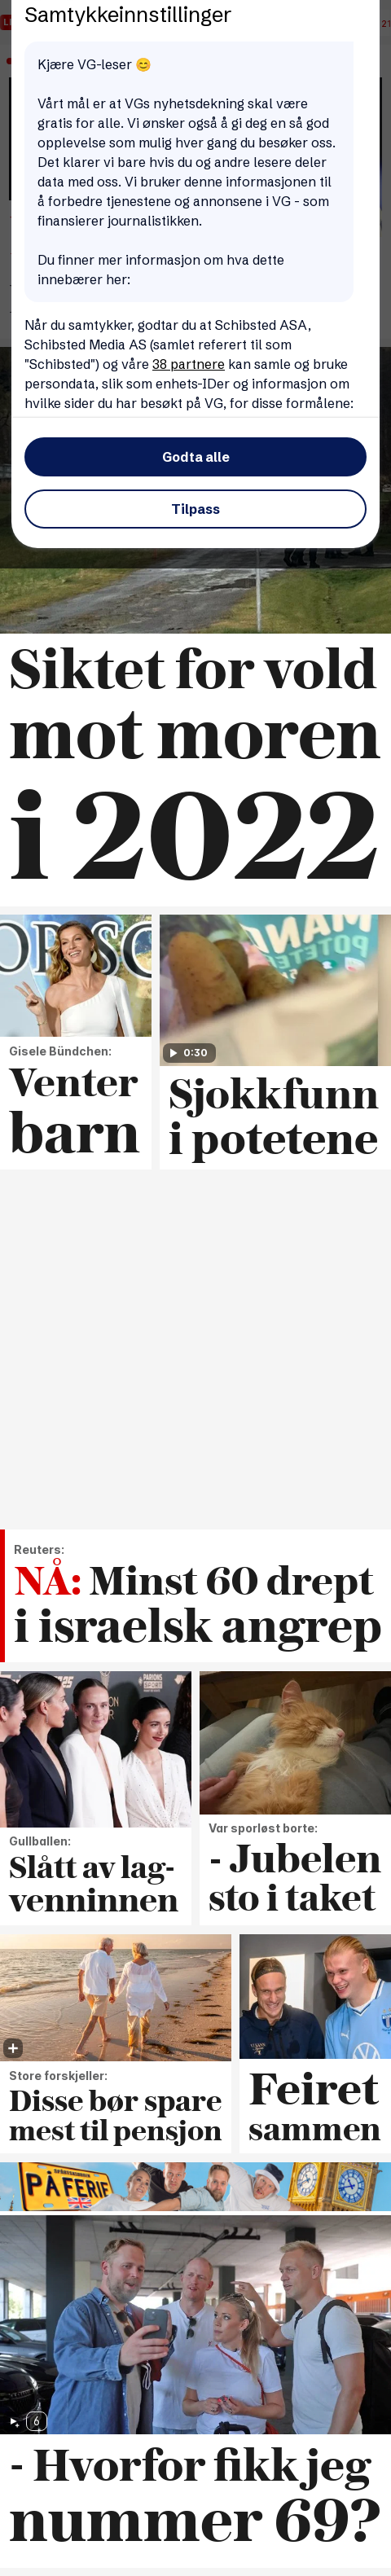 Samtykkeinnstillinger
Kjære VG-leser 😊
Vårt mål er at VGs nyhetsdekning skal være
gratis for alle. Vi ønsker også å gi deg en så god
opplevelse som mulig hver gang du besøker oss.
Det klarer vi bare hvis du og andre lesere deler
data med oss. Vi bruker denne informasjonen til
å forbedre tjenestene og annonsene i VG - som
finansierer journalistikken.
Du finner mer informasjon om hva dette
innebærer her:
Når du samtykker, godtar du at Schibsted ASA,
Schibsted Media AS (samlet referert til som
"Schibsted") og våre 38 partnere kan samle og bruke
persondata, slik som enhets-IDer og informasjon om
hvilke sider du har besøkt på VG, for disse formålene:
Godta alle
Tilpass
Siktet for vold
mot moren
i 2022
Gisele Bündchen:
Venter
barn
0:30
Sjokkfunn
i potetene
Reuters:
NÅ: Minst 60 drept
i israelsk angrep
Gullballen:
Slått av lag-
venninnen
Var sporløst borte:
- Jubelen
sto i taket
Store forskjeller:
Disse bør spare
mest til pensjon
Feiret
sammen
PÅ FERIE
6
- Hvorfor fikk jeg
nummer 69?